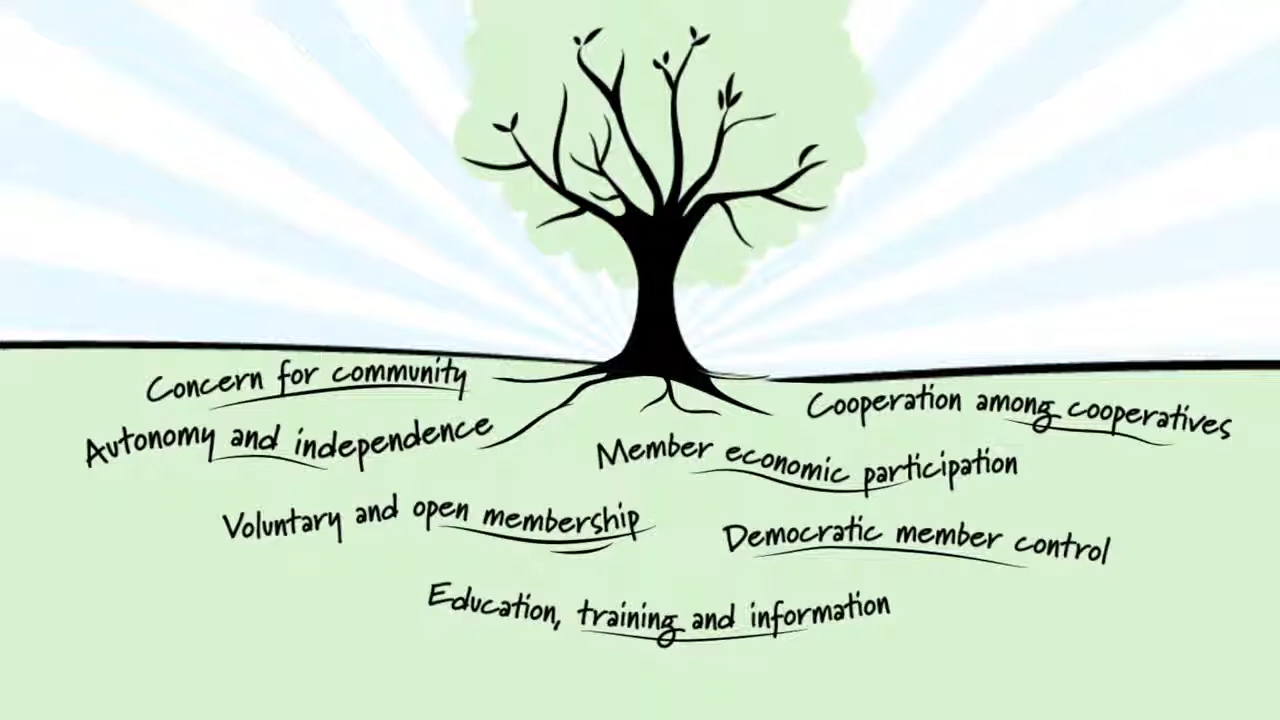 Concern for community
Cooperation among cooperatives
Autonomy and independence
Member economic participation
Voluntary and open membership
Democratic member control
Education, training and information